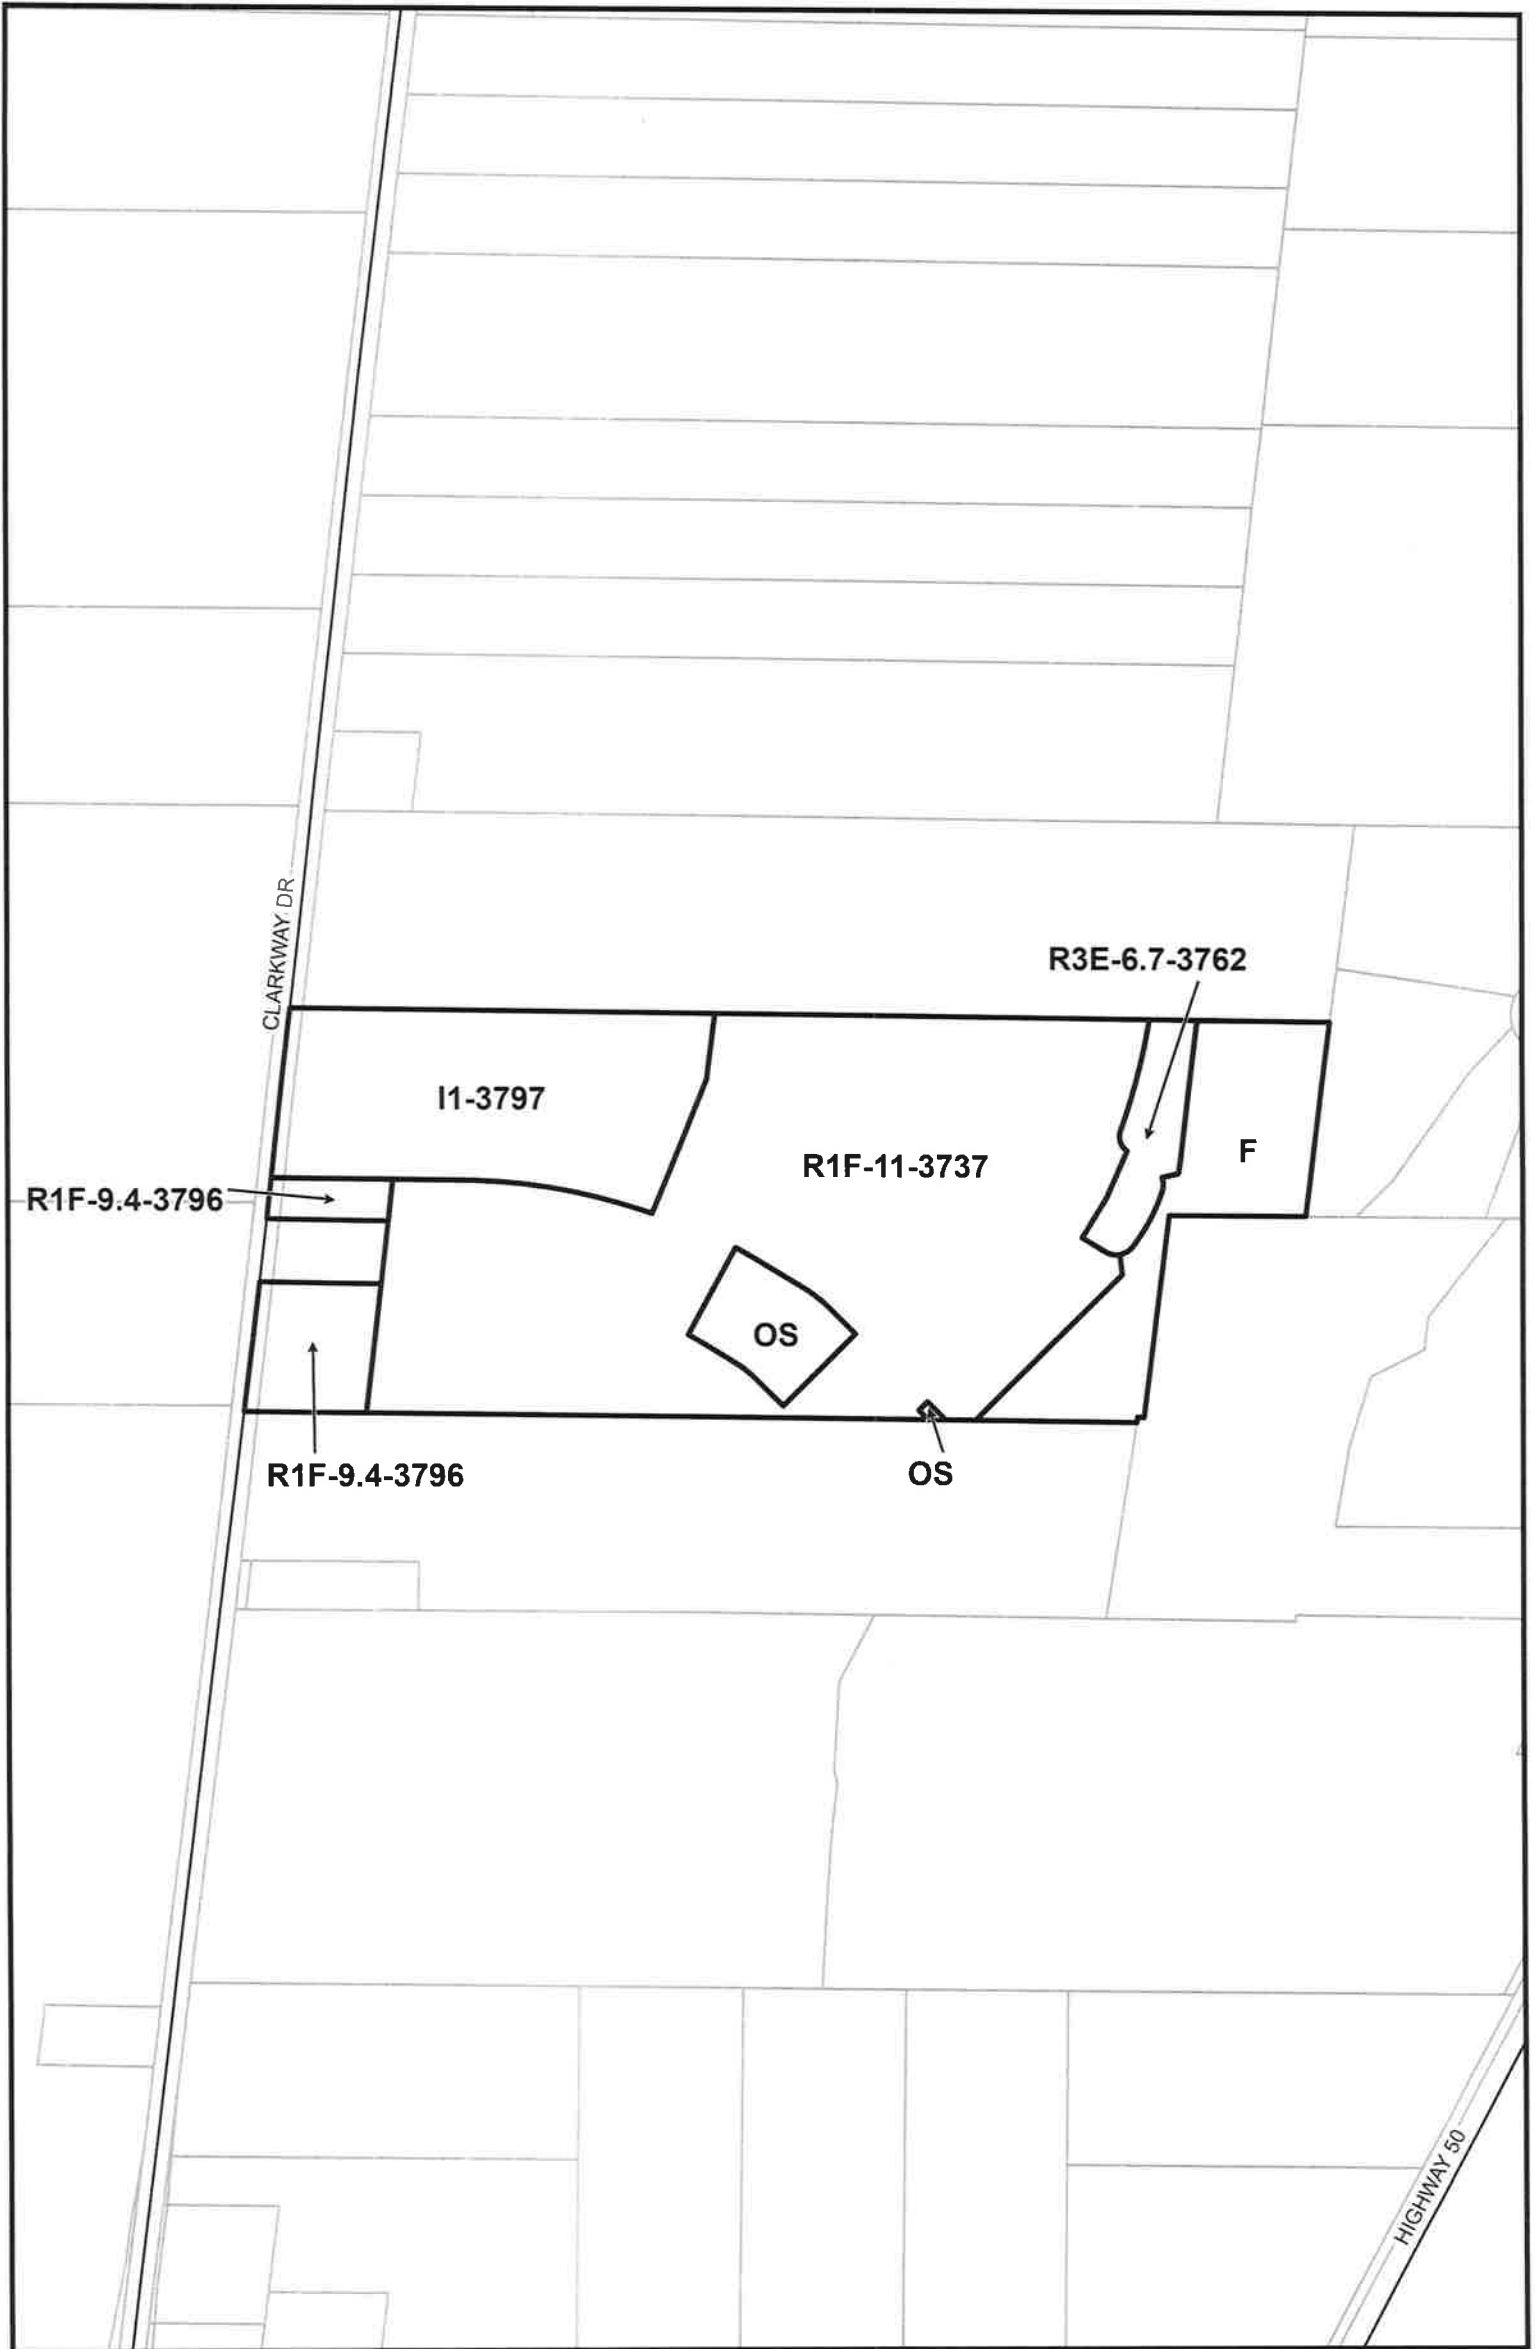 CLARKWAY DR
R3E-6.7-3762
I1-3797
F
R1F-11-3737
R1F-9.4-3796
OS
R1F-9.4-3796
OS
HIGHWAY 50